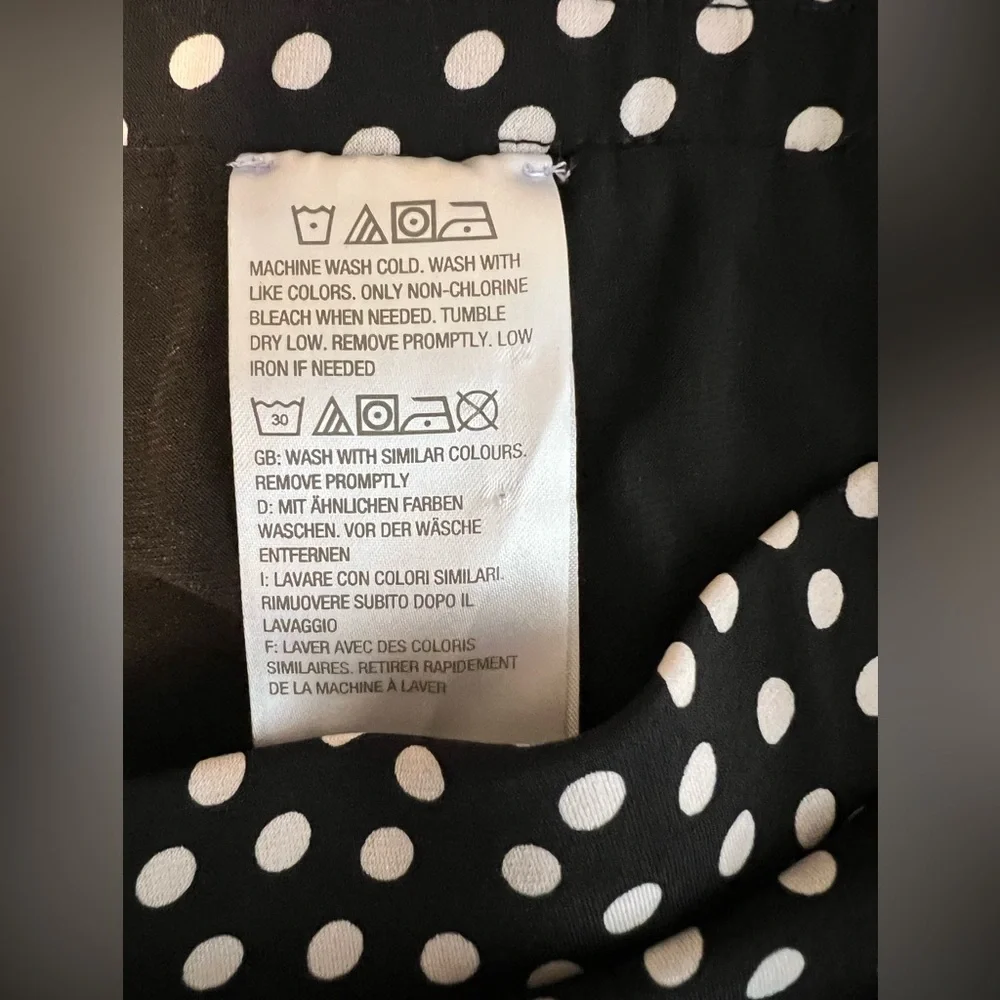 MACHINE WASH COLD. WASH WITH
LIKE COLORS. ONLY NON-CHLORINE
BLEACH WHEN NEEDED. TUMBLE
DRY LOW. REMOVE PROMPTLY. LOW
IRON IF NEEDED
30
GB: WASH WITH SIMILAR COLOURS.
REMOVE PROMPTLY
D: MIT ÄHNLICHEN FARBEN
WASCHEN. VOR DER WÄSCHE
ENTFERNEN
I: LAVARE CON COLORI SIMILARI.
RIMUOVERE SUBITO DOPO IL
LAVAGGIO
F: LAVER AVEC DES COLORIS
SIMILAIRES. RETIRER RAPIDEMENT
DE LA MACHINE À LAVER